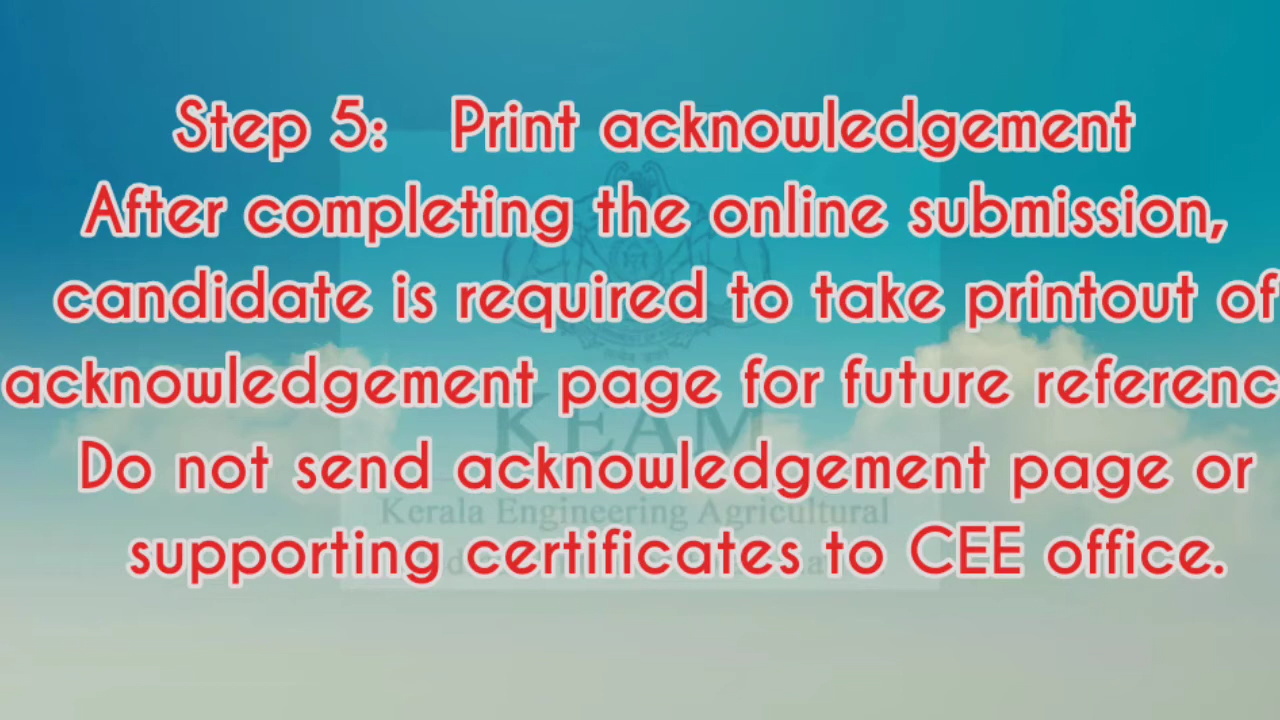 Step 5: Print acknowledgement
After completing the online submission,
candidate is required to take printout of
acknowledgement page for future referenc
Do not send acknowledgement page or
supporting certificates to CEE office.
KEAM
Kerala Engineering Agricultural